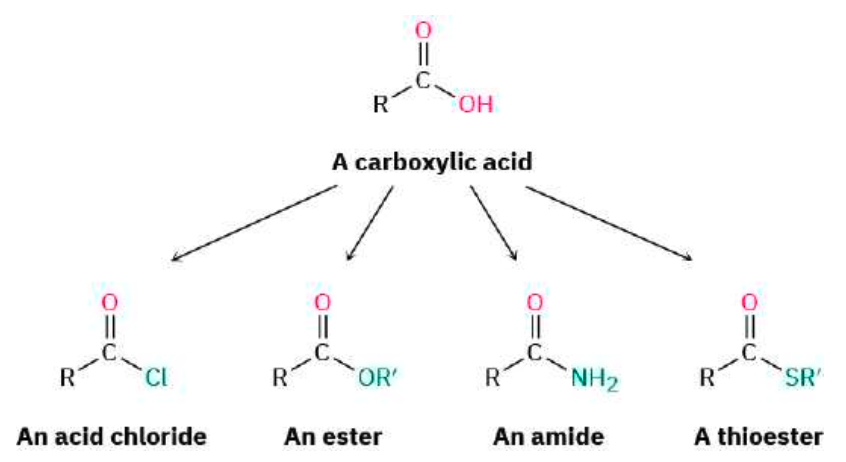 O
C
R OH
A carboxylic acid
O O O O
C C C C
R Cl R OR′ R NH₂ R SR′
An acid chloride An ester An amide A thioester